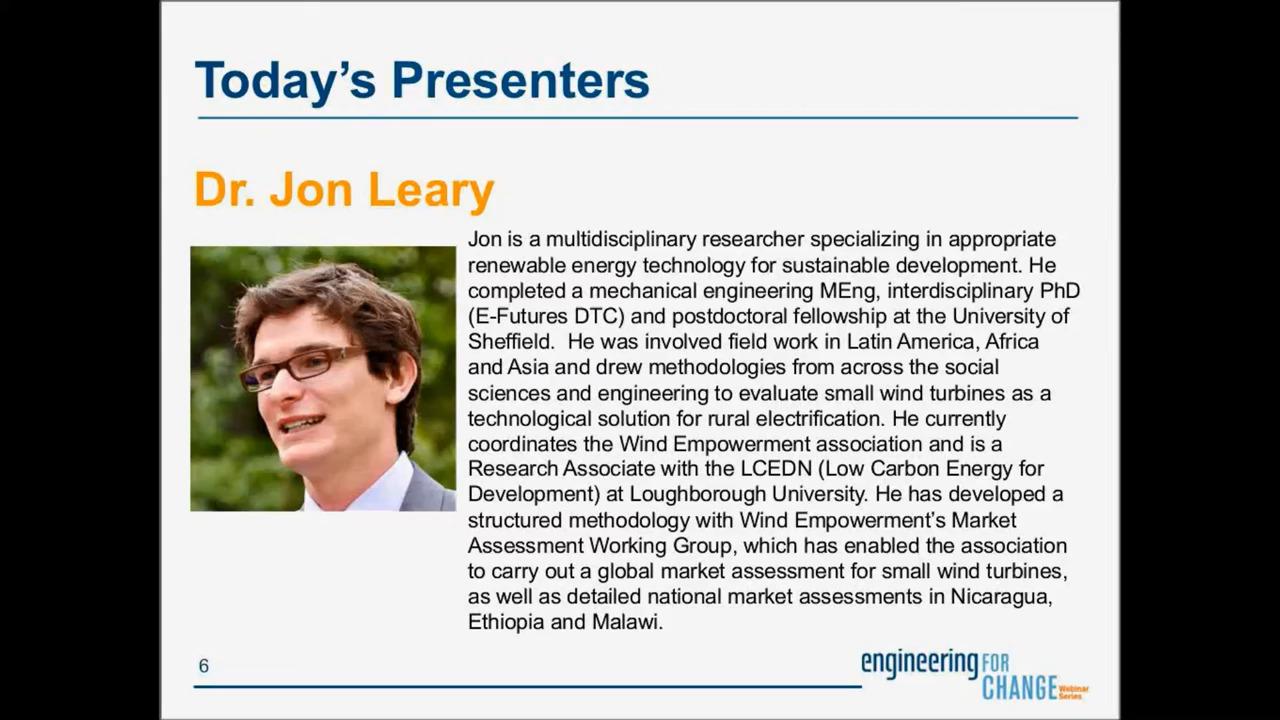 Today's Presenters
Dr. Jon Leary
Jon is a multidisciplinary researcher specializing in appropriate
renewable energy technology for sustainable development. He
completed a mechanical engineering MEng, interdisciplinary PhD
(E-Futures DTC) and postdoctoral fellowship at the University of
Sheffield.  He was involved field work in Latin America, Africa
and Asia and drew methodologies from across the social
sciences and engineering to evaluate small wind turbines as a
technological solution for rural electrification. He currently
coordinates the Wind Empowerment association and is a
Research Associate with the LCEDN (Low Carbon Energy for
Development) at Loughborough University. He has developed a
structured methodology with Wind Empowerment's Market
Assessment Working Group, which has enabled the association
to carry out a global market assessment for small wind turbines,
as well as detailed national market assessments in Nicaragua,
Ethiopia and Malawi.
6
engineering FOR
CHANGE Webinar
Series